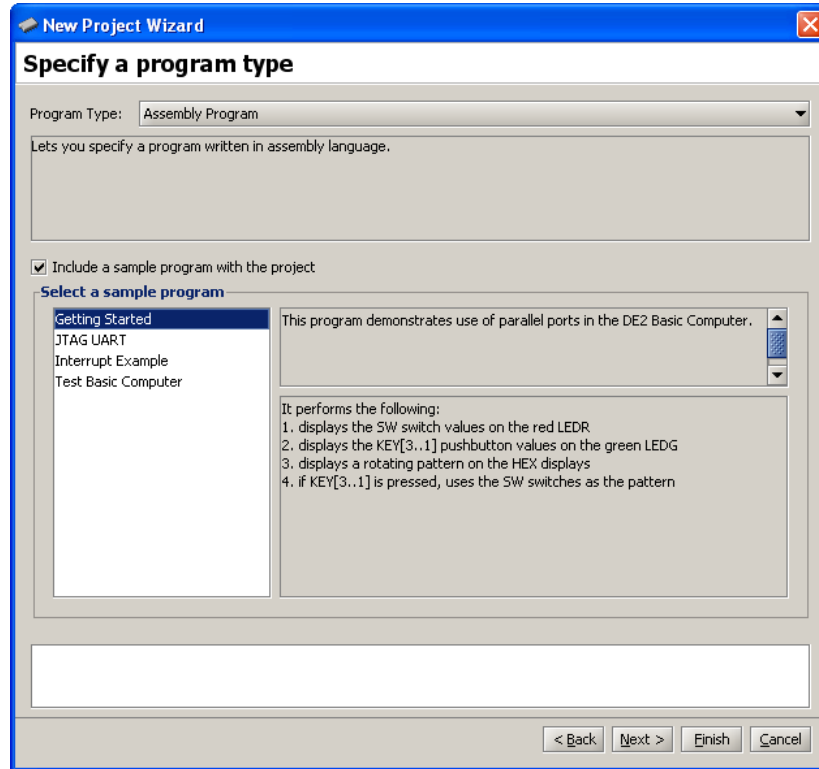 New Project Wizard
Specify a program type
Program Type: Assembly Program
Lets you specify a program written in assembly language.
Include a sample program with the project
Select a sample program
Getting Started
JTAG UART
Interrupt Example
Test Basic Computer
This program demonstrates use of parallel ports in the DE2 Basic Computer.
It performs the following:
1. displays the SW switch values on the red LEDR
2. displays the KEY[3..1] pushbutton values on the green LEDG
3. displays a rotating pattern on the HEX displays
4. if KEY[3..1] is pressed, uses the SW switches as the pattern
< Back Next > Finish Cancel